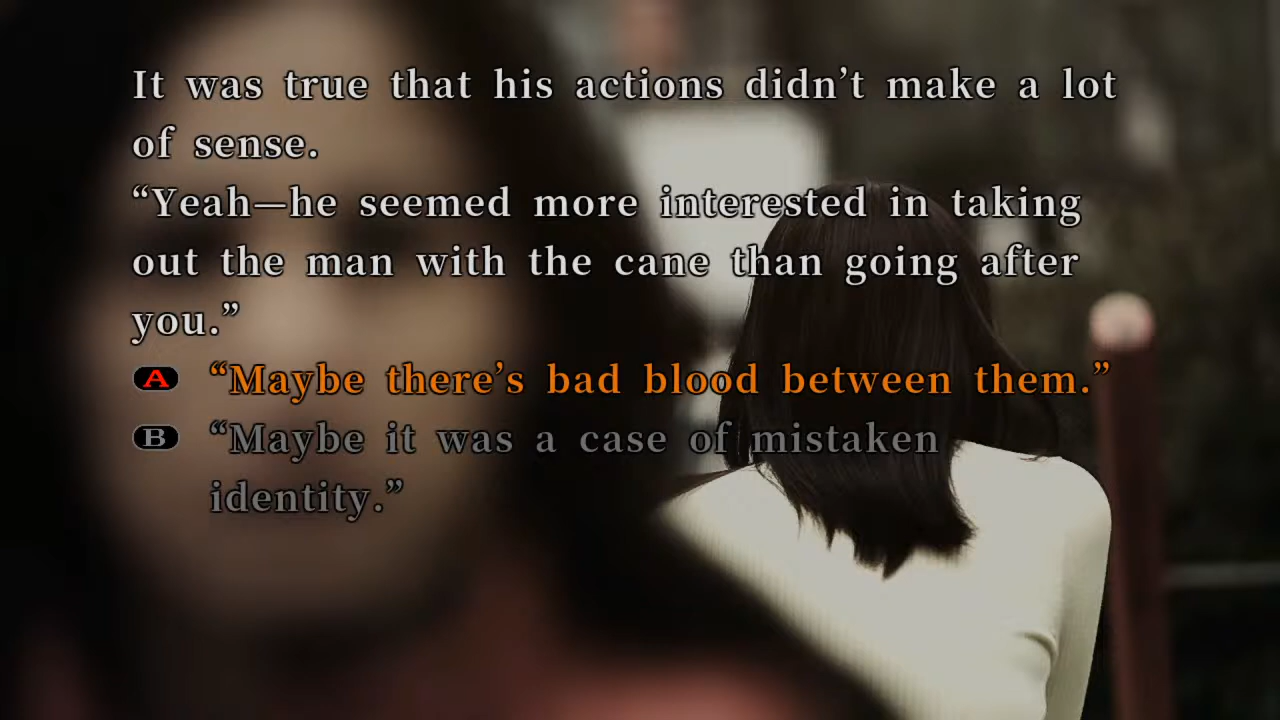 It was true that his actions didn’t make a lot
of sense.
“Yeah—he seemed more interested in taking
out the man with the cane than going after
you.”
A “Maybe there’s bad blood between them.”
B “Maybe it was a case of mistaken
identity.”